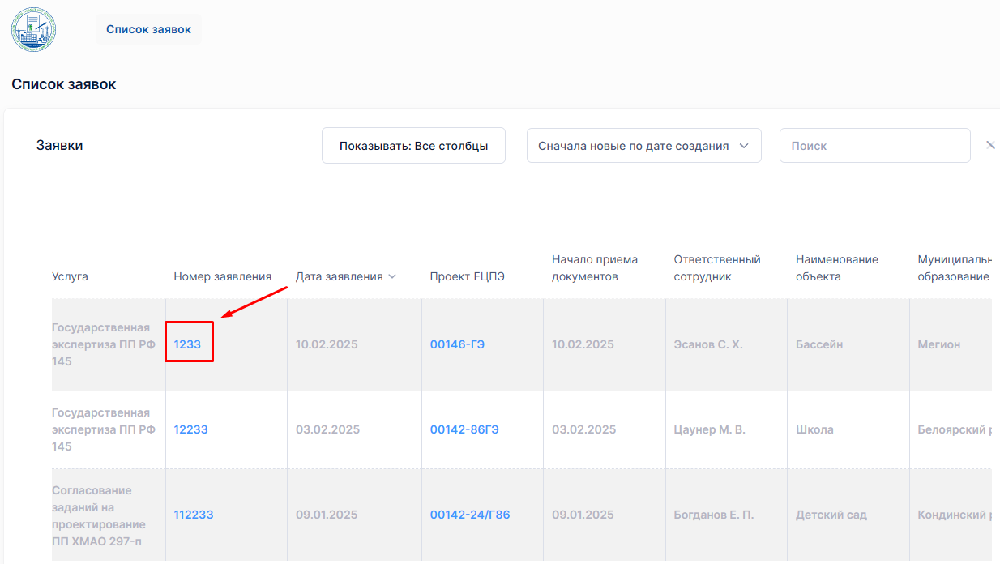 Список заявок
Список заявок
Заявки
Показывать: Все столбцы
Сначала новые по дате создания
Поиск
Услуга
Номер заявления
Дата заявления
Проект ЕЦПЭ
Начало приема
документов
Ответственный
сотрудник
Наименование
объекта
Муниципальн
образование
Государственная
экспертиза ПП РФ
145
1233
10.02.2025
00146-ГЭ
10.02.2025
Эсанов С. Х.
Бассейн
Мегион
Государственная
экспертиза ПП РФ
145
12233
03.02.2025
00142-86ГЭ
03.02.2025
Цаунер М. В.
Школа
Белоярский р
Согласование
заданий на
проектирование
ПП ХМАО 297-п
112233
09.01.2025
00142-24/Г86
09.01.2025
Богданов Е. П.
Детский сад
Кондинский р